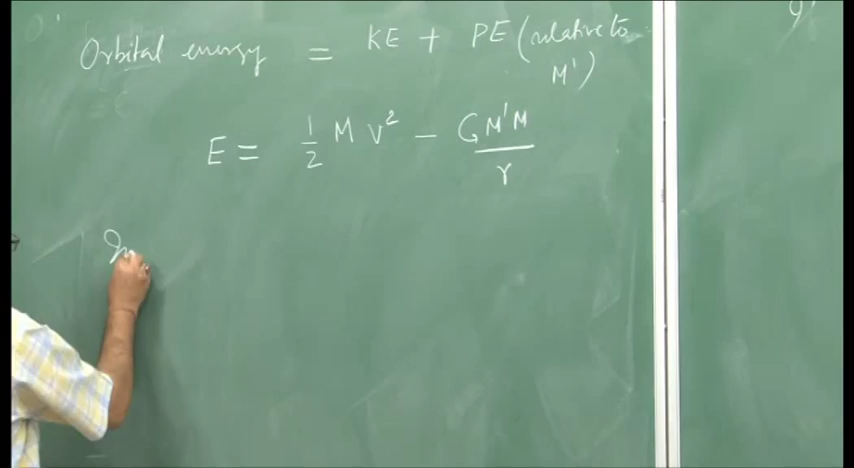 Orbital energy = KE + PE (relative to
M')
E = 1/2 M V² - GM'M/r